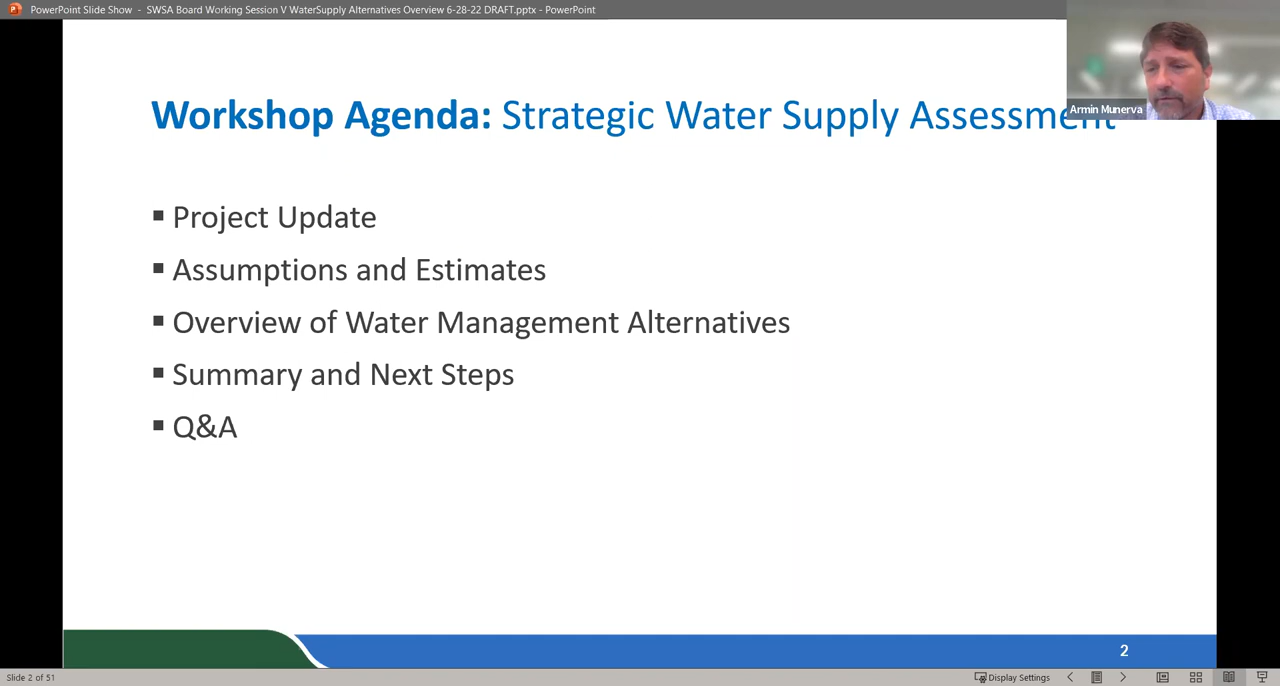 PowerPoint Slide Show - SWSA Board Working Session V WaterSupply Alternatives Overview 6-28-22 DRAFT.pptx - PowerPoint
Armin Munerva
Workshop Agenda: Strategic Water Supply Assessment
Project Update
Assumptions and Estimates
Overview of Water Management Alternatives
Summary and Next Steps
Q&A
2
Slide 2 of 51
Display Settings